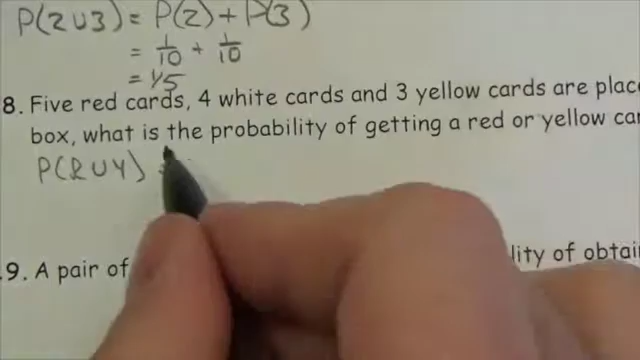 P(2∪3) = P(2) + P(3)
= 1/10 + 1/10
= 1/5
8. Five red cards, 4 white cards and 3 yellow cards are place
box, what is the probability of getting a red or yellow car
P(R∪Y) =
.9. A pair of lity of obtai